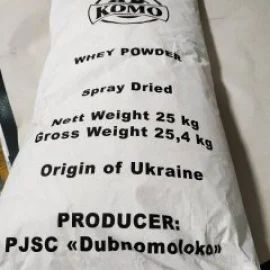 KOMO
WHEY POWDER
Spray Dried
Nett Weight 25 kg
Gross Weight 25,4 kg
Origin of Ukraine
PRODUCER:
PJSC «Dubnomoloko»